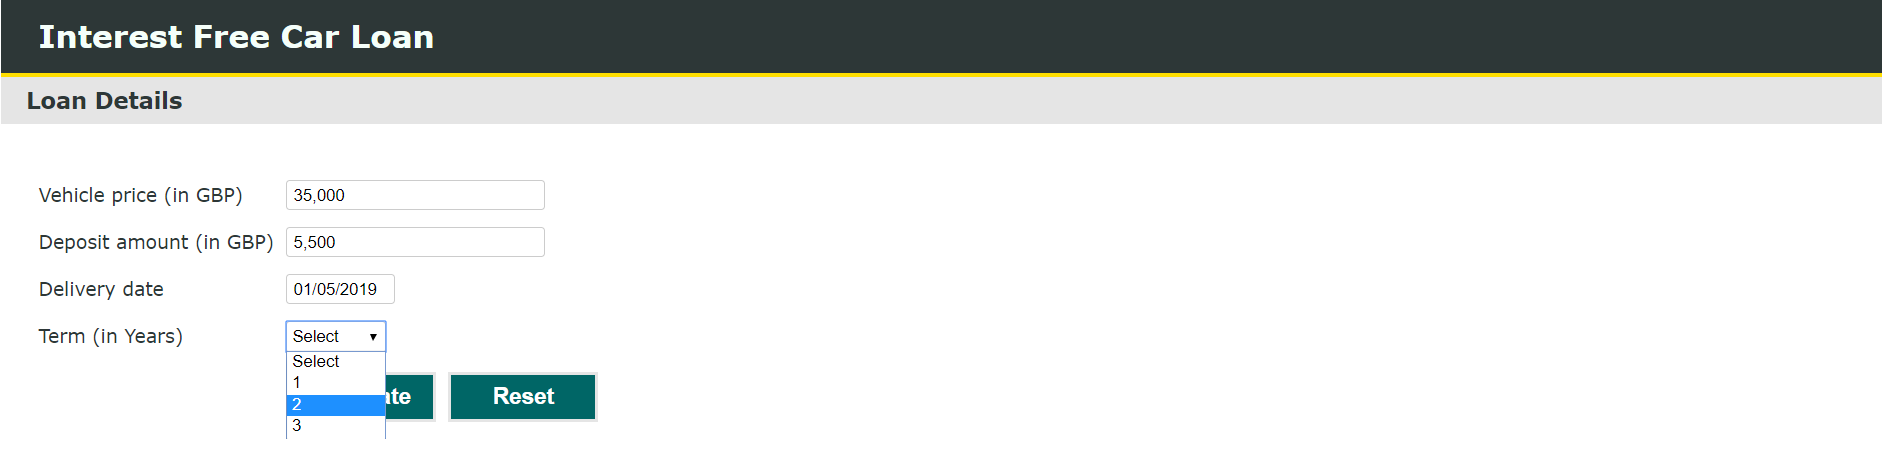 Interest Free Car Loan
Loan Details
Vehicle price (in GBP) 35,000
Deposit amount (in GBP) 5,500
Delivery date 01/05/2019
Term (in Years) Select
Select
1
2
3
Reset